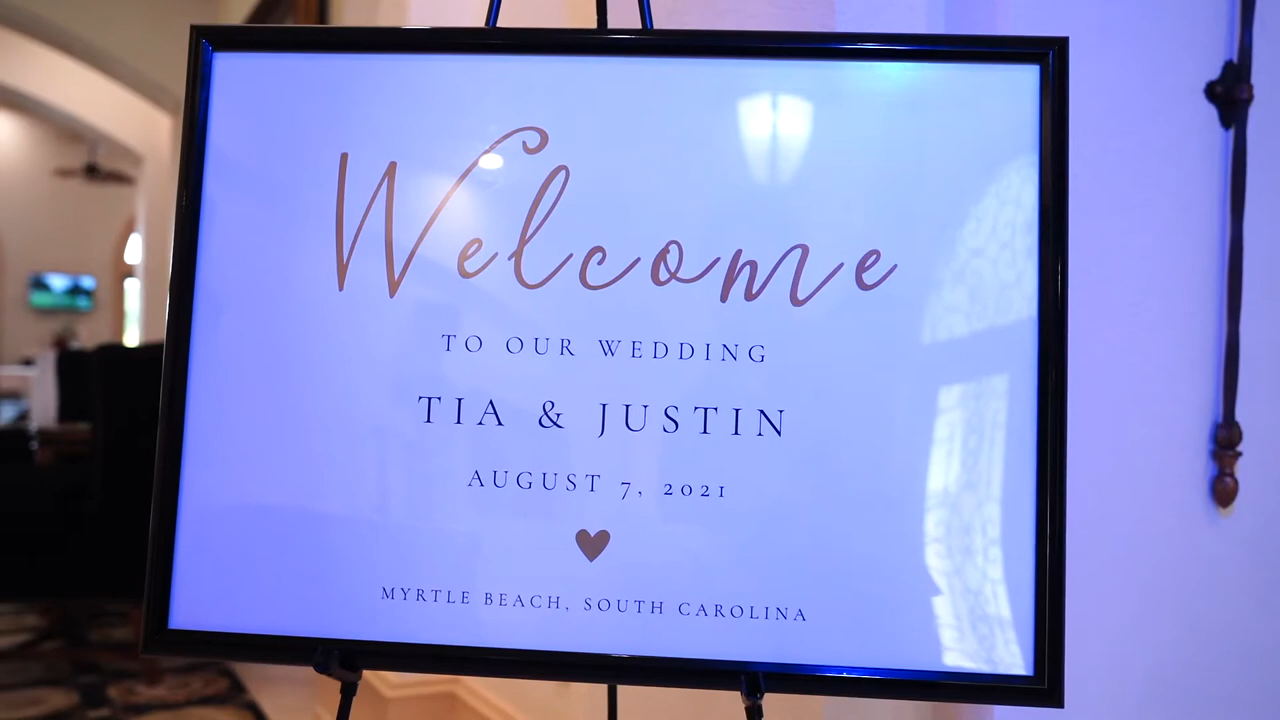 Welcome
TO OUR WEDDING
TIA & JUSTIN
AUGUST 7, 2021
MYRTLE BEACH, SOUTH CAROLINA